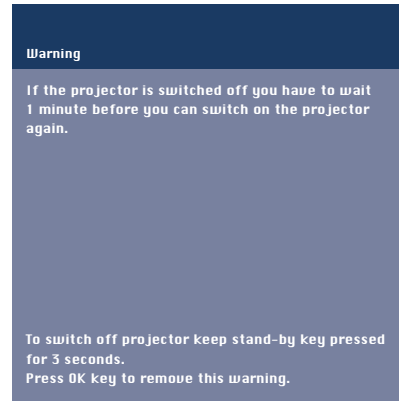 Warning
If the projector is switched off you have to wait
1 minute before you can switch on the projector
again.
To switch off projector keep stand-by key pressed
for 3 seconds.
Press OK key to remove this warning.